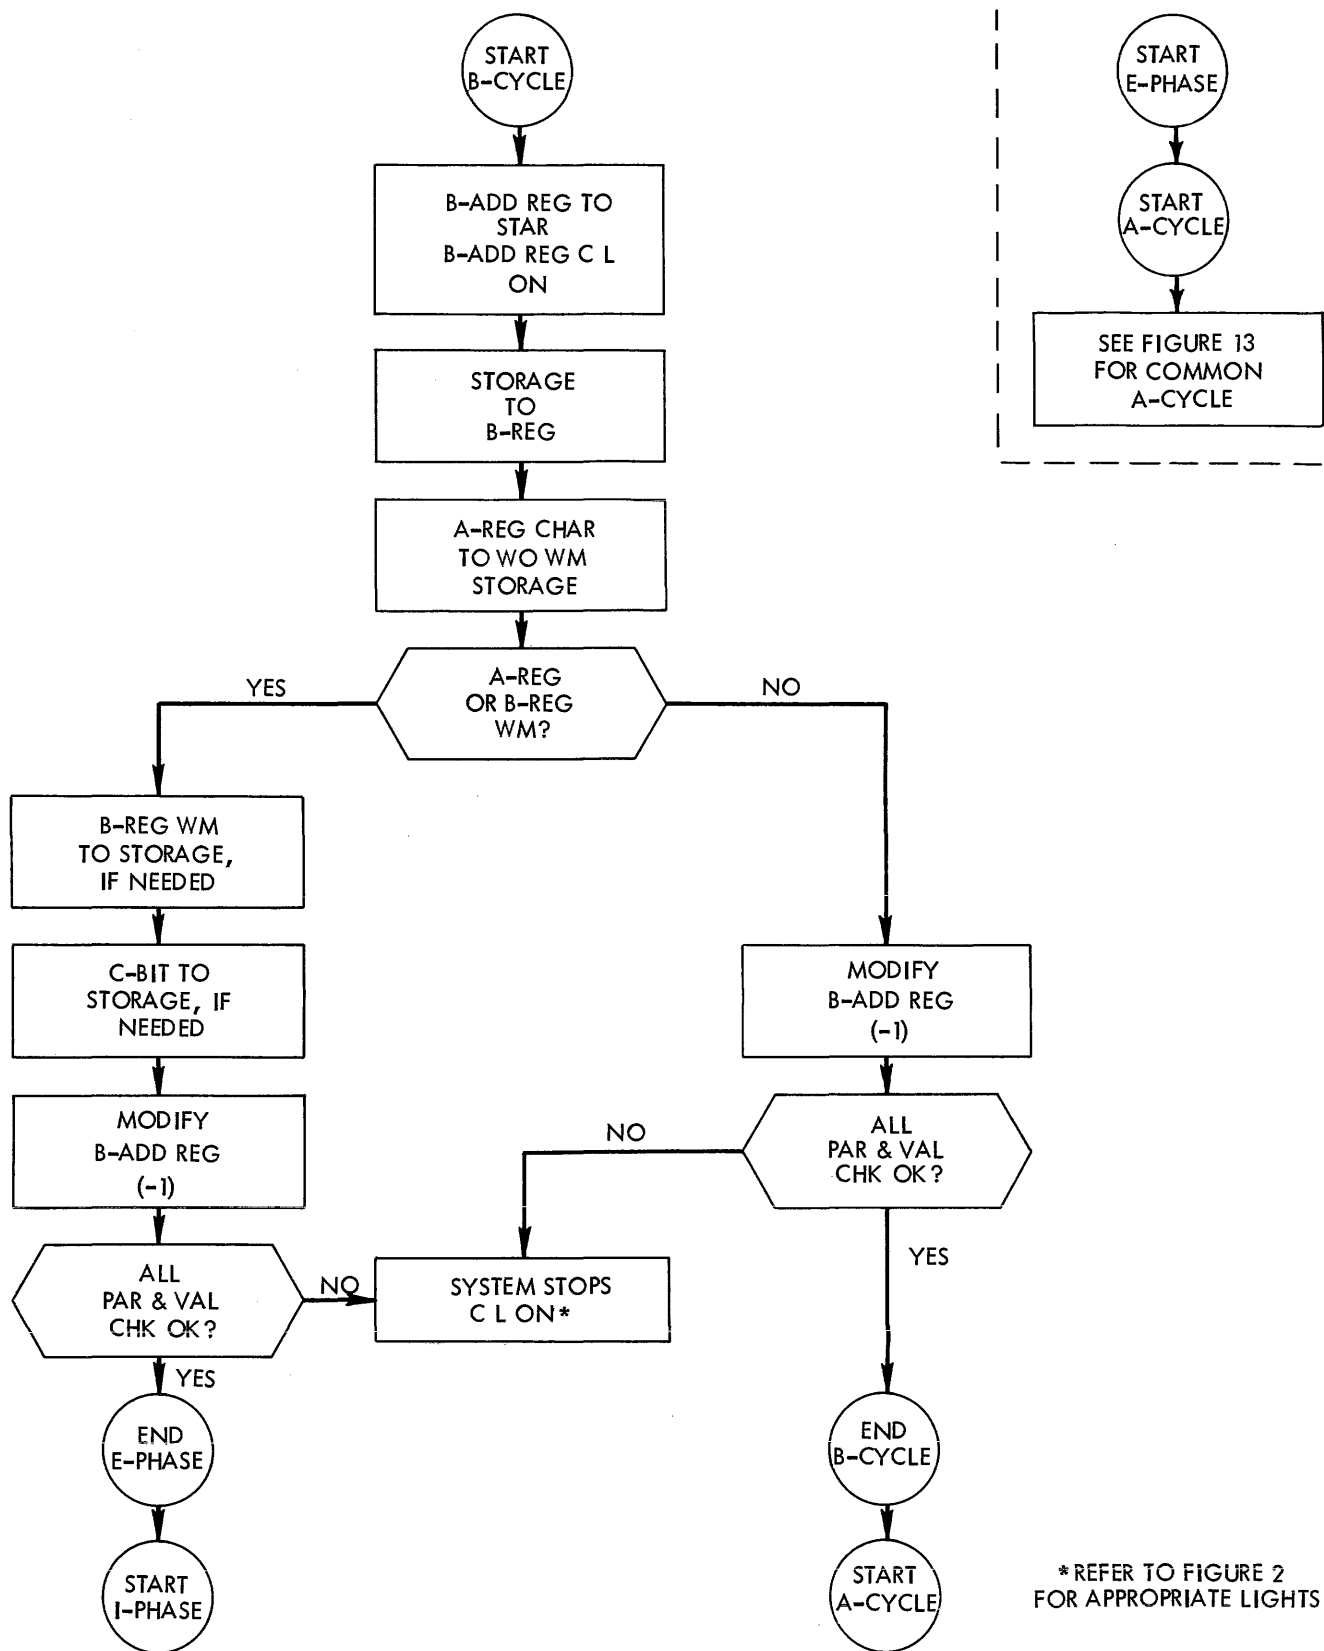 START
B-CYCLE
B-ADD REG TO
STAR
B-ADD REG C L
ON
STORAGE
TO
B-REG
A-REG CHAR
TO WO WM
STORAGE
A-REG
OR B-REG
WM?
YES
NO
B-REG WM
TO STORAGE,
IF NEEDED
C-BIT TO
STORAGE, IF
NEEDED
MODIFY
B-ADD REG
(-1)
ALL
PAR & VAL
CHK OK?
NO
YES
END
E-PHASE
START
I-PHASE
SYSTEM STOPS
C L ON*
MODIFY
B-ADD REG
(-1)
ALL
PAR & VAL
CHK OK?
NO
YES
END
B-CYCLE
START
A-CYCLE
START
E-PHASE
START
A-CYCLE
SEE FIGURE 13
FOR COMMON
A-CYCLE
*REFER TO FIGURE 2
FOR APPROPRIATE LIGHTS